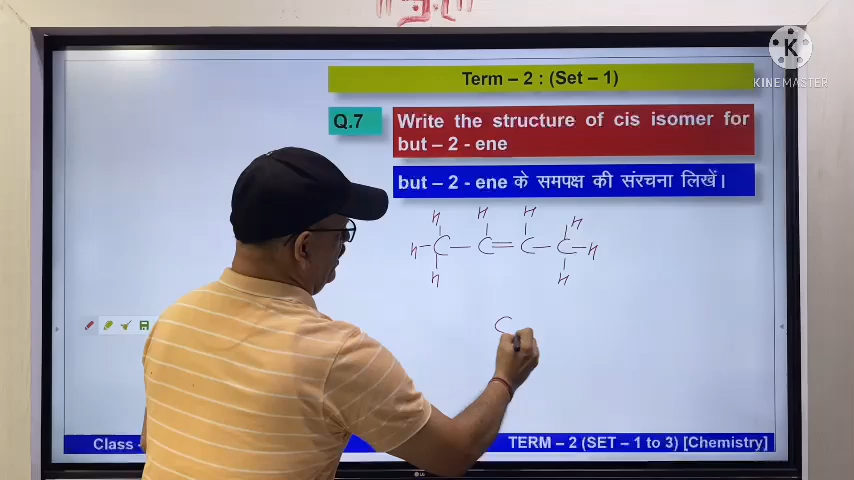 K
KINEMASTER
Term – 2 : (Set – 1)
Q.7
Write the structure of cis isomer for
but – 2 - ene
but – 2 - ene के समपक्ष की संरचना लिखें।
H H H H
H – C – C = C – C – H
H H
C
Class
TERM – 2 (SET – 1 to 3) [Chemistry]
LG